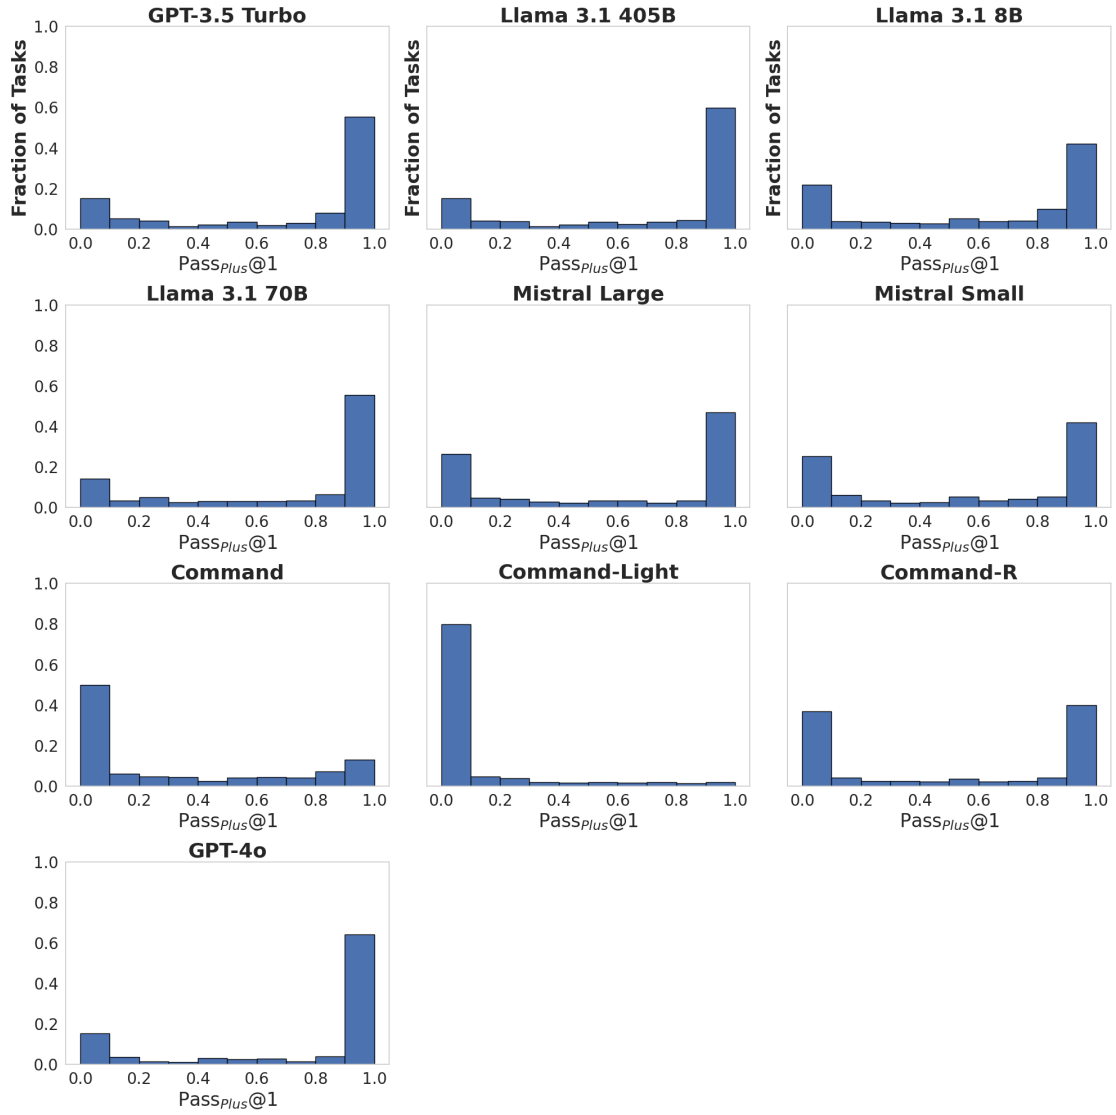 GPT-3.5 Turbo
Llama 3.1 405B
Llama 3.1 8B
Fraction of Tasks
1.0
0.8
0.6
0.4
0.2
0.0
0.0 0.2 0.4 0.6 0.8 1.0
PassPlus@1
Fraction of Tasks
0.0 0.2 0.4 0.6 0.8 1.0
PassPlus@1
Fraction of Tasks
0.0 0.2 0.4 0.6 0.8 1.0
PassPlus@1
Llama 3.1 70B
Mistral Large
Mistral Small
1.0
0.8
0.6
0.4
0.2
0.0
0.0 0.2 0.4 0.6 0.8 1.0
PassPlus@1
0.0 0.2 0.4 0.6 0.8 1.0
PassPlus@1
0.0 0.2 0.4 0.6 0.8 1.0
PassPlus@1
Command
Command-Light
Command-R
1.0
0.8
0.6
0.4
0.2
0.0
0.0 0.2 0.4 0.6 0.8 1.0
PassPlus@1
0.0 0.2 0.4 0.6 0.8 1.0
PassPlus@1
0.0 0.2 0.4 0.6 0.8 1.0
PassPlus@1
GPT-4o
1.0
0.8
0.6
0.4
0.2
0.0
0.0 0.2 0.4 0.6 0.8 1.0
PassPlus@1